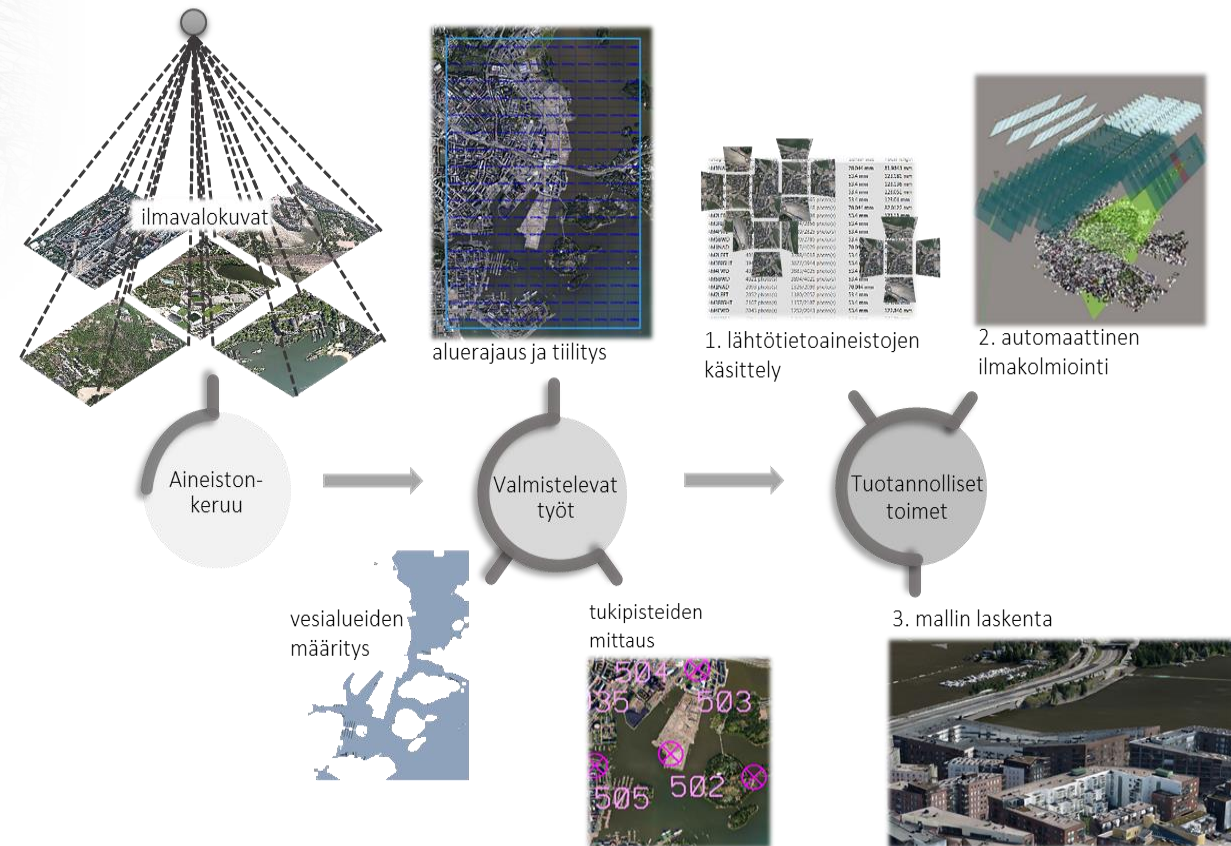 ilmavalokuvat
aluerajaus ja tiilitys
1. lähtötietoaineistojen
käsittely
2. automaattinen
ilmakolmiointi
Aineiston-
keruu
Valmistelevat
työt
Tuotannolliset
toimet
vesialueiden
määritys
tukipisteiden
mittaus
504
503
502
505
3. mallin laskenta